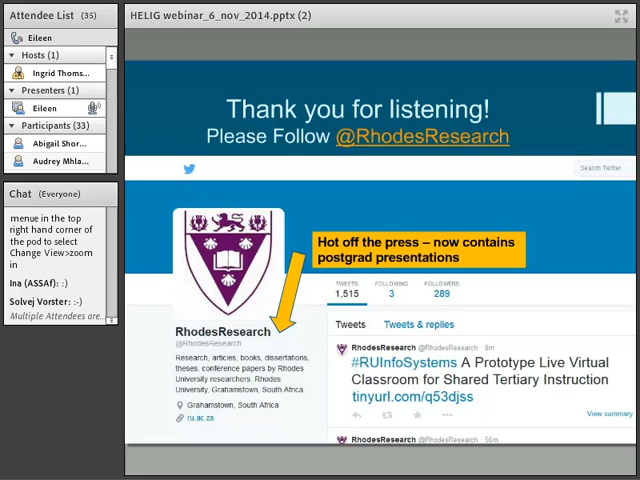 Attendee List (35)
Eileen
Hosts (1)
Ingrid Thoms...
Presenters (1)
Eileen
Participants (33)
Abigail Shor...
Audrey Mhla...
Chat (Everyone)
menue in the top
right hand corner of
the pod to select
Change View>zoom
in
Ina (ASSAf): :)
Solvej Vorster: :-)
Multiple Attendees are...
HELIG webinar_6_nov_2014.pptx (2)
Thank you for listening!
Please Follow @RhodesResearch
Search Twitter
Hot off the press – now contains
postgrad presentations
TWEETS
1,515
FOLLOWING
3
FOLLOWERS
289
RhodesResearch
@RhodesResearch
Research, articles, books, dissertations,
theses, conference papers by Rhodes
University researchers. Rhodes
University, Grahamstown, South Africa.
Grahamstown, South Africa
ru.ac.za
Tweets
Tweets & replies
RhodesResearch @RhodesResearch · 8m
#RUInfoSystems A Prototype Live Virtual
Classroom for Shared Tertiary Instruction
tinyurl.com/q53djss
View summary
RhodesResearch @RhodesResearch · 56m